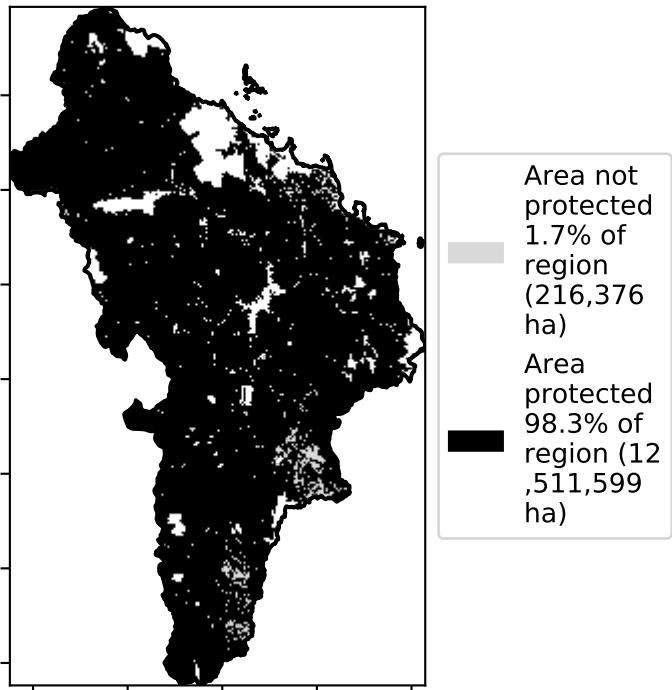 Area not
protected
1.7% of
region
(216,376
ha)
Area
protected
98.3% of
region (12
,511,599
ha)